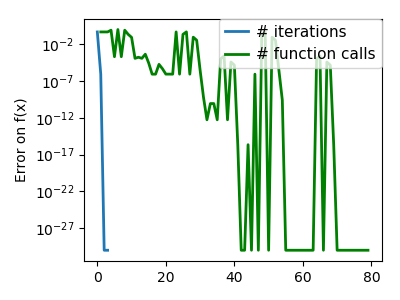 # iterations
# function calls
Error on f(x)
10⁻²
10⁻⁷
10⁻¹²
10⁻¹⁷
10⁻²²
10⁻²⁷
0 20 40 60 80